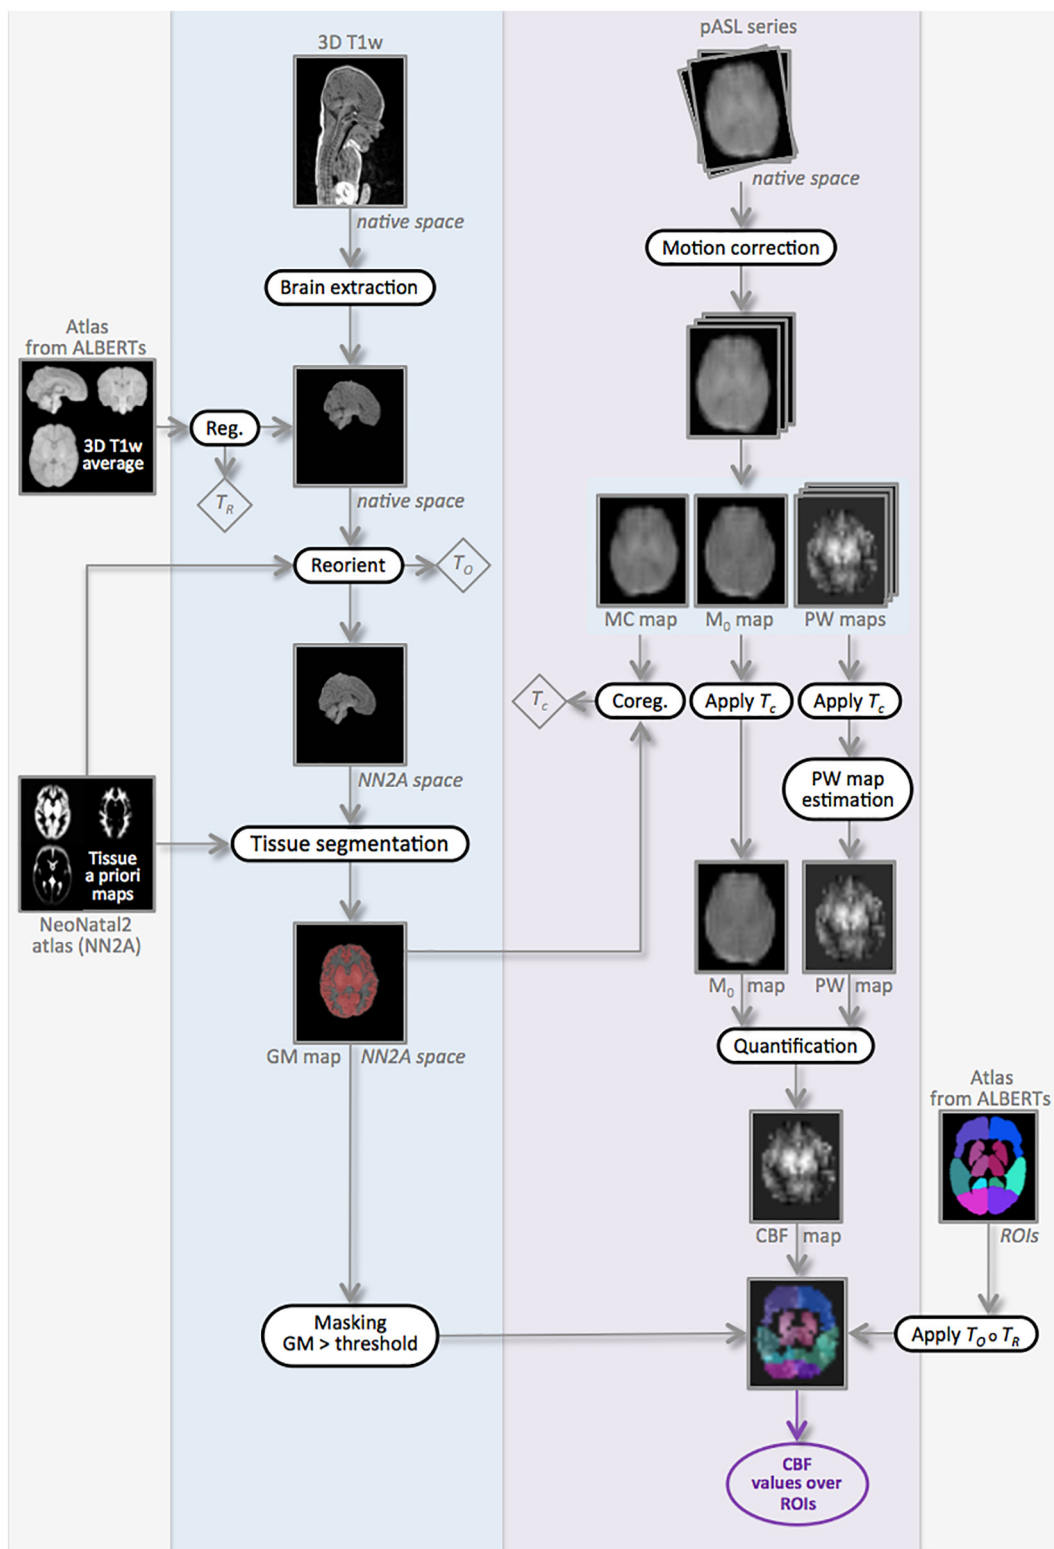 3D T1w
native space
Brain extraction
Atlas
from ALBERTs
3D T1w
average
Reg.
T_R
native space
Reorient
T_O
NN2A space
Tissue
a priori
maps
NeoNatal2
atlas (NN2A)
Tissue segmentation
GM map
NN2A space
Masking
GM > threshold
pASL series
native space
Motion correction
MC map
M_0 map
PW maps
T_c
Coreg.
Apply T_c
Apply T_c
PW map
estimation
M_0 map
PW map
Quantification
CBF map
Atlas
from ALBERTs
ROIs
Apply T_O ∘ T_R
CBF
values over
ROIs